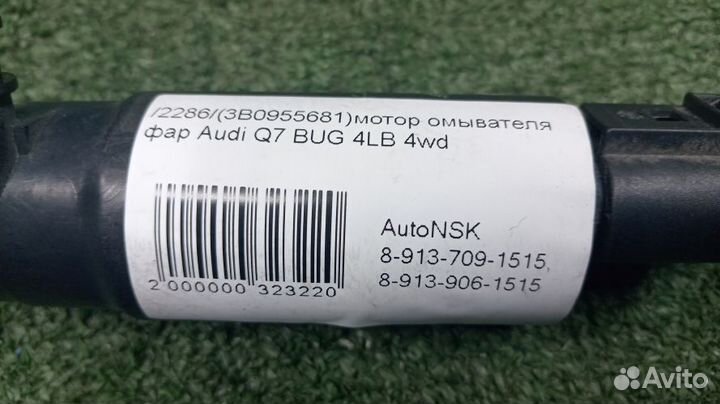 /2286/(3B0955681)мотор омывателя
фар Audi Q7 BUG 4LB 4wd
AutoNSK
8-913-709-1515,
8-913-906-1515
2 000000 323220
Avito